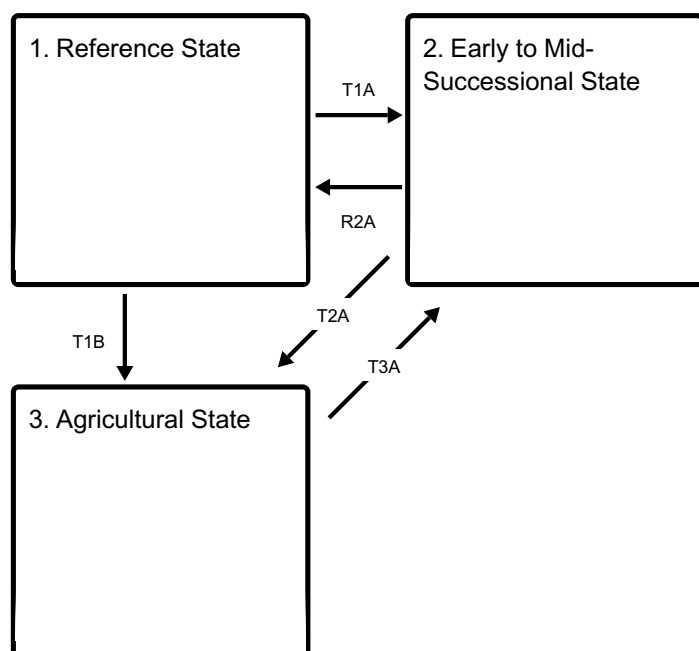 1. Reference State
2. Early to Mid-
Successional State
T1A
R2A
T2A
T1B
T3A
3. Agricultural State